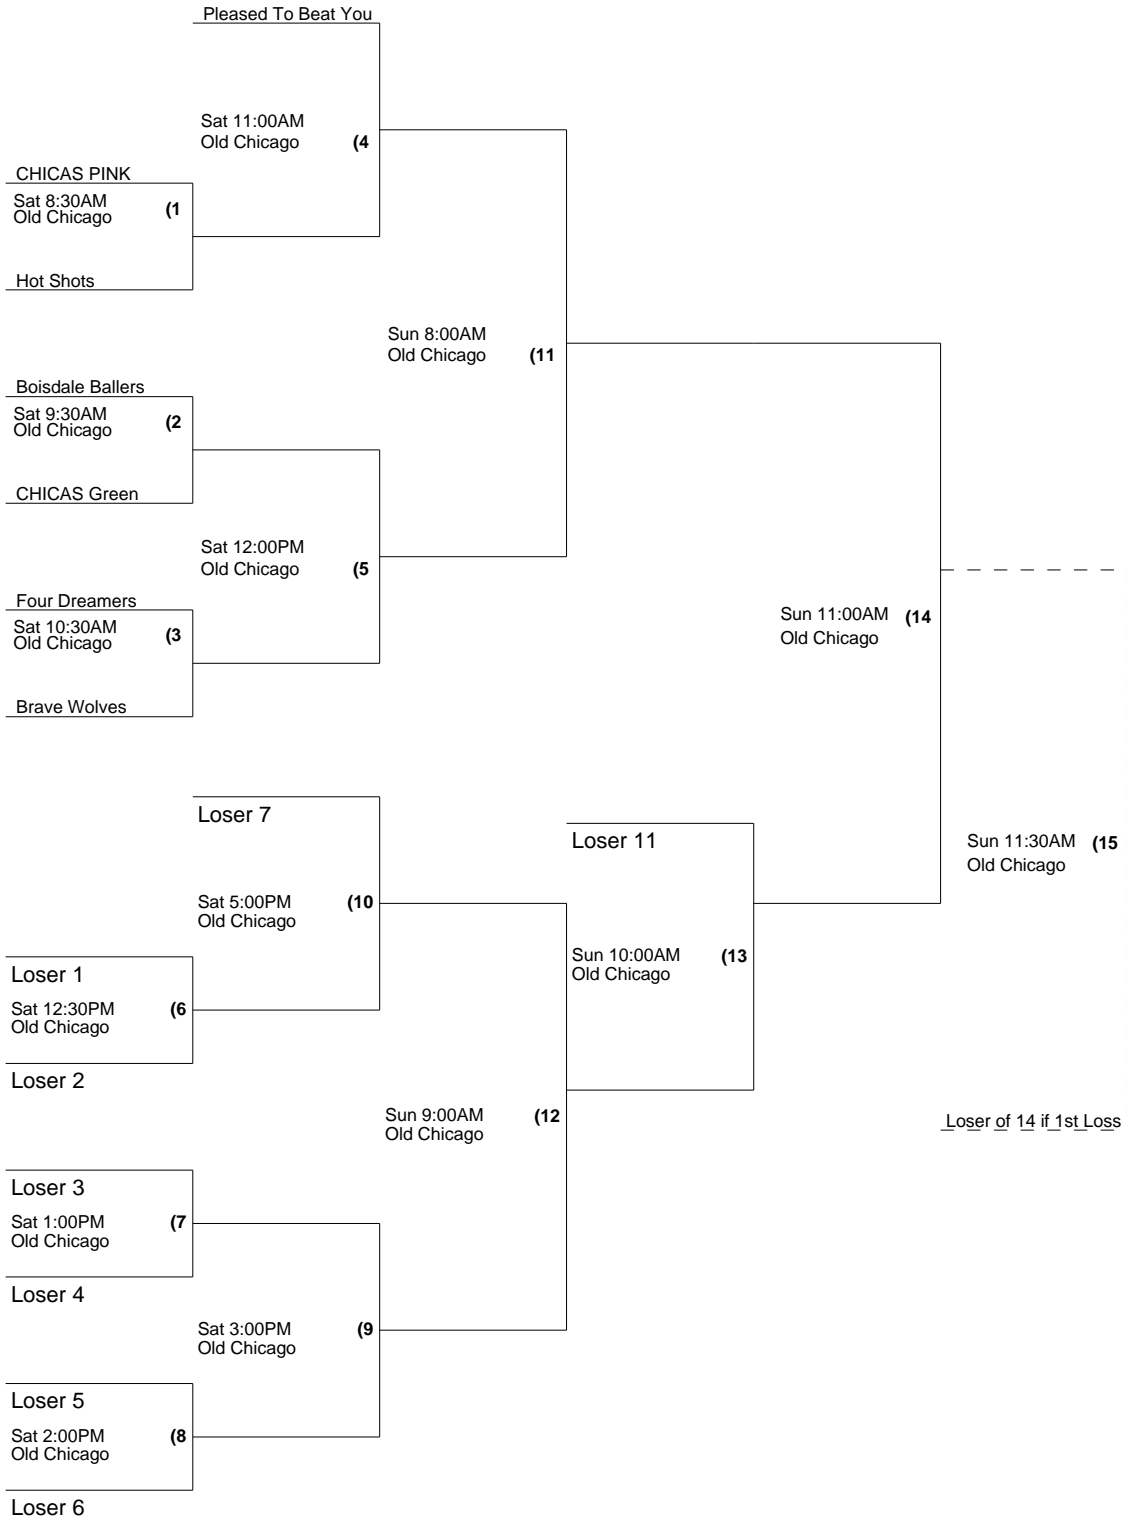 Pleased To Beat You
Sat 11:00AM
Old Chicago (4
CHICAS PINK
Sat 8:30AM
Old Chicago (1
Hot Shots
Sun 8:00AM
Old Chicago (11
Boisdale Ballers
Sat 9:30AM
Old Chicago (2
CHICAS Green
Sat 12:00PM
Old Chicago (5
Four Dreamers
Sat 10:30AM
Old Chicago (3
Brave Wolves
Sun 11:00AM (14
Old Chicago
Loser 7
Loser 11
Sun 11:30AM (15
Old Chicago
Sat 5:00PM (10
Old Chicago
Sun 10:00AM (13
Old Chicago
Loser 1
Sat 12:30PM (6
Old Chicago
Loser 2
Sun 9:00AM (12
Old Chicago
Loser of 14 if 1st Loss
Loser 3
Sat 1:00PM (7
Old Chicago
Loser 4
Sat 3:00PM (9
Old Chicago
Loser 5
Sat 2:00PM (8
Old Chicago
Loser 6